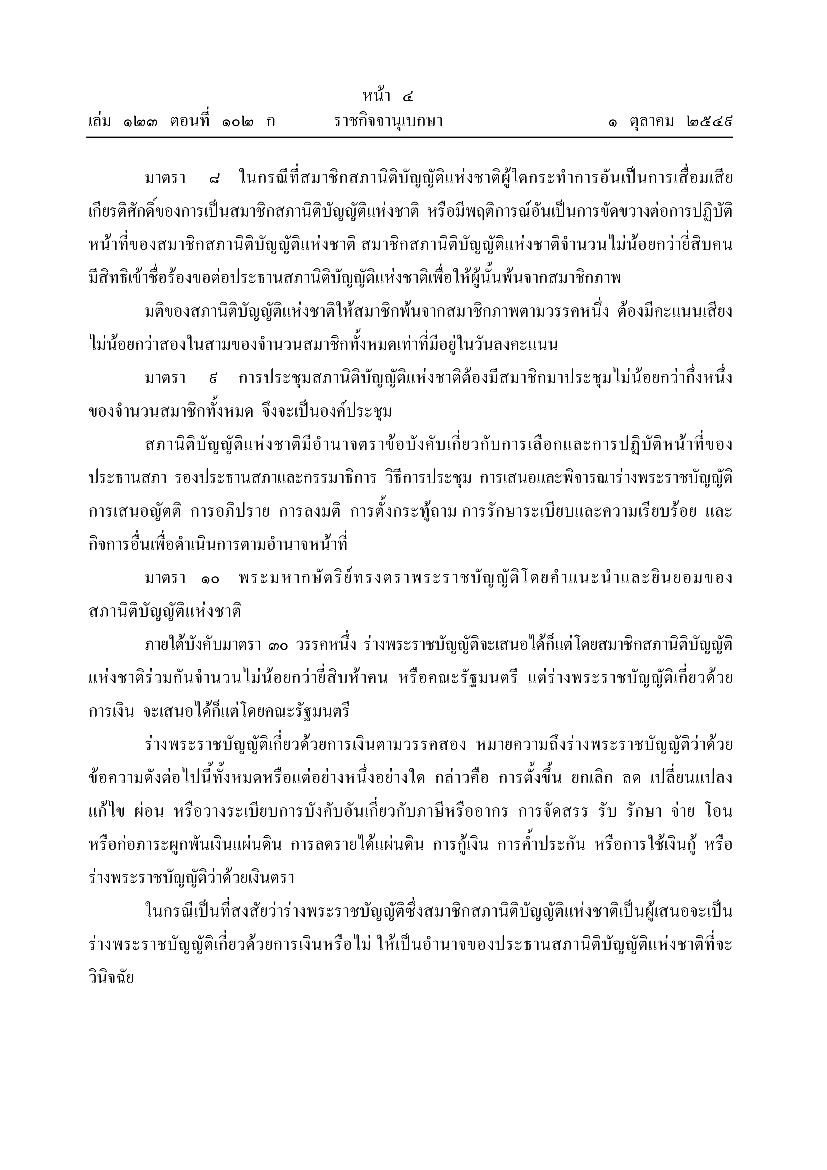 หน้า ๔
เล่ม ๑๒๓ ตอนที่ ๑๐๒ ก ราชกิจจานุเบกษา ๑ ตุลาคม ๒๕๔๙
มาตรา ๘ ในกรณีที่สมาชิกสภานิติบัญญัติแห่งชาติผู้ใดกระทำการอันเป็นการเสื่อมเสีย
เกียรติศักดิ์ของการเป็นสมาชิกสภานิติบัญญัติแห่งชาติ หรือมีพฤติการณ์อันเป็นการขัดขวางต่อการปฏิบัติ
หน้าที่ของสมาชิกสภานิติบัญญัติแห่งชาติ สมาชิกสภานิติบัญญัติแห่งชาติจำนวนไม่น้อยกว่ายี่สิบคน
มีสิทธิเข้าชื่อร้องขอต่อประธานสภานิติบัญญัติแห่งชาติเพื่อให้ผู้นั้นพ้นจากสมาชิกภาพ
มติของสภานิติบัญญัติแห่งชาติให้สมาชิกพ้นจากสมาชิกภาพตามวรรคหนึ่ง ต้องมีคะแนนเสียง
ไม่น้อยกว่าสองในสามของจำนวนสมาชิกทั้งหมดเท่าที่มีอยู่ในวันลงคะแนน
มาตรา ๙ การประชุมสภานิติบัญญัติแห่งชาติต้องมีสมาชิกมาประชุมไม่น้อยกว่ากึ่งหนึ่ง
ของจำนวนสมาชิกทั้งหมด จึงจะเป็นองค์ประชุม
สภานิติบัญญัติแห่งชาติมีอำนาจตราข้อบังคับเกี่ยวกับการเลือกและการปฏิบัติหน้าที่ของ
ประธานสภา รองประธานสภาและกรรมาธิการ วิธีการประชุม การเสนอและพิจารณาร่างพระราชบัญญัติ
การเสนอญัตติ การอภิปราย การลงมติ การตั้งกระทู้ถาม การรักษาระเบียบและความเรียบร้อย และ
กิจการอื่นเพื่อดำเนินการตามอำนาจหน้าที่
มาตรา ๑๐ พระมหากษัตริย์ทรงตราพระราชบัญญัติโดยคำแนะนำและยินยอมของ
สภานิติบัญญัติแห่งชาติ
ภายใต้บังคับมาตรา ๓๐ วรรคหนึ่ง ร่างพระราชบัญญัติจะเสนอได้ก็แต่โดยสมาชิกสภานิติบัญญัติ
แห่งชาติร่วมกันจำนวนไม่น้อยกว่ายี่สิบห้าคน หรือคณะรัฐมนตรี แต่ร่างพระราชบัญญัติเกี่ยวด้วย
การเงิน จะเสนอได้ก็แต่โดยคณะรัฐมนตรี
ร่างพระราชบัญญัติเกี่ยวด้วยการเงินตามวรรคสอง หมายความถึงร่างพระราชบัญญัติว่าด้วย
ข้อความดังต่อไปนี้ทั้งหมดหรือแต่อย่างหนึ่งอย่างใด กล่าวคือ การตั้งขึ้น ยกเลิก ลด เปลี่ยนแปลง
แก้ไข ผ่อน หรือวางระเบียบการบังคับอันเกี่ยวกับภาษีหรืออากร การจัดสรร รับ รักษา จ่าย โอน
หรือก่อภาระผูกพันเงินแผ่นดิน การลดรายได้แผ่นดิน การกู้เงิน การค้ำประกัน หรือการใช้เงินกู้ หรือ
ร่างพระราชบัญญัติว่าด้วยเงินตรา
ในกรณีเป็นที่สงสัยว่าร่างพระราชบัญญัติซึ่งสมาชิกสภานิติบัญญัติแห่งชาติเป็นผู้เสนอจะเป็น
ร่างพระราชบัญญัติเกี่ยวด้วยการเงินหรือไม่ ให้เป็นอำนาจของประธานสภานิติบัญญัติแห่งชาติที่จะ
วินิจฉัย